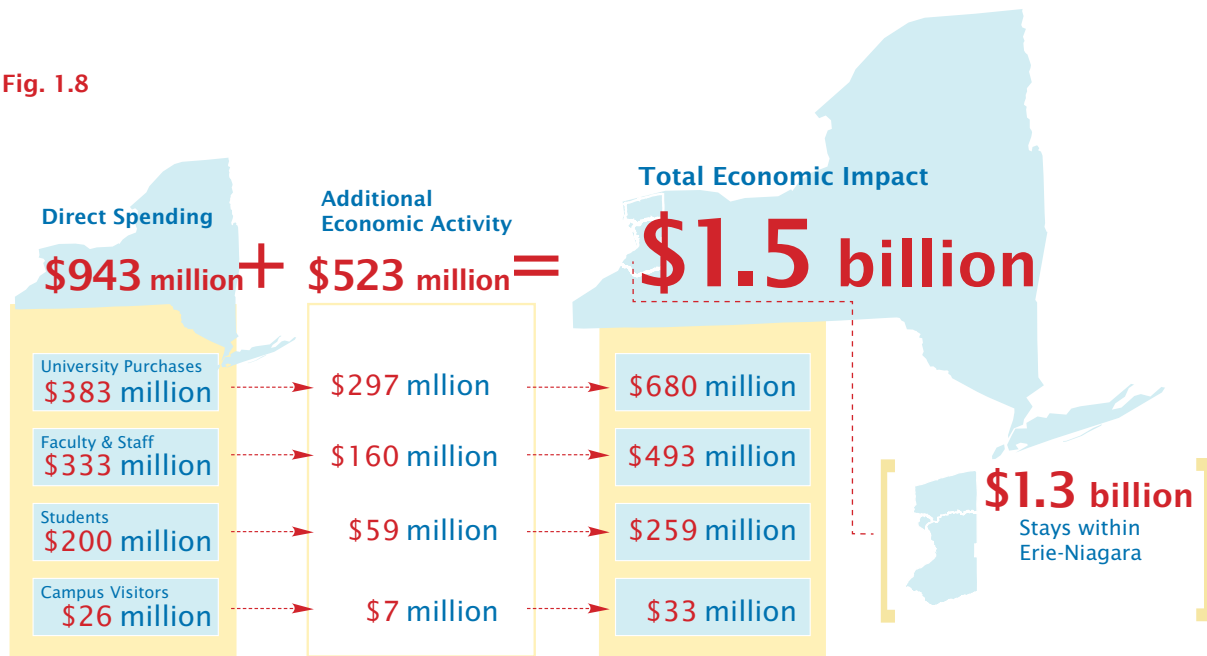 Fig. 1.8
Direct Spending
$943 million
+
Additional
Economic Activity
$523 million
=
Total Economic Impact
$1.5 billion
University Purchases
$383 million
$297 mllion
$680 million
Faculty & Staff
$333 million
$160 million
$493 million
Students
$200 million
$59 million
$259 million
Campus Visitors
$26 million
$7 million
$33 million
$1.3 billion
Stays within
Erie-Niagara